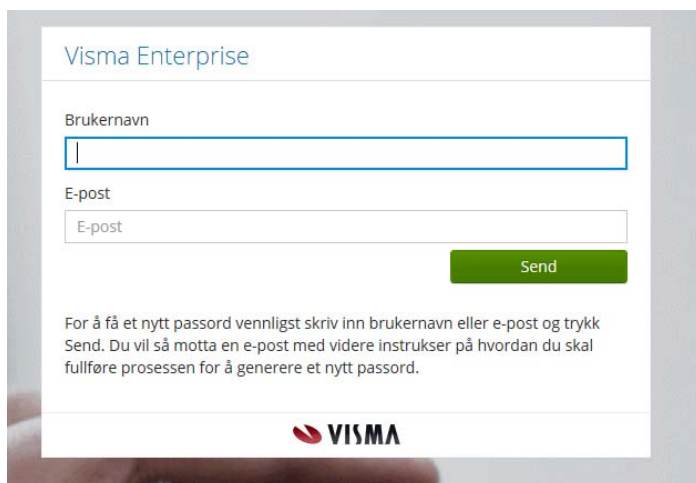 Visma Enterprise
Brukernavn
E-post
E-post
Send
For å få et nytt passord vennligst skriv inn brukernavn eller e-post og trykk
Send. Du vil så motta en e-post med videre instrukser på hvordan du skal
fullføre prosessen for å generere et nytt passord.
VISMA